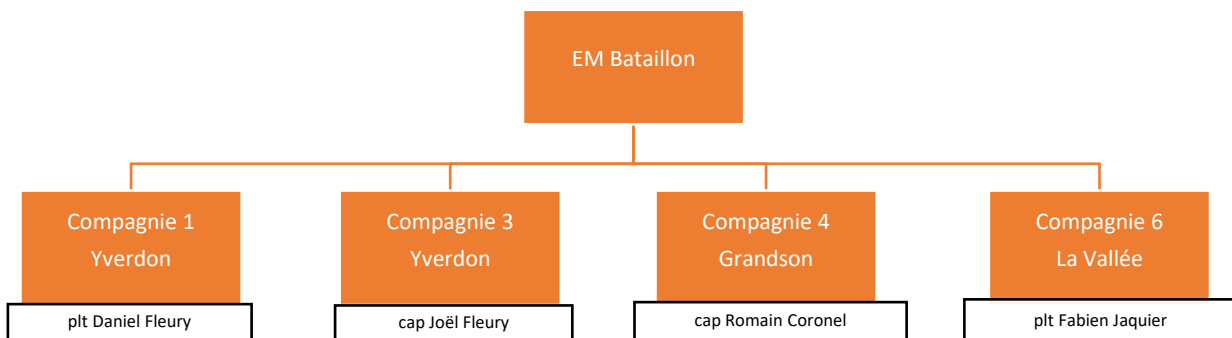 EM Bataillon
Compagnie 1
Yverdon
Compagnie 3
Yverdon
Compagnie 4
Grandson
Compagnie 6
La Vallée
plt Daniel Fleury
cap Joël Fleury
cap Romain Coronel
plt Fabien Jaquier